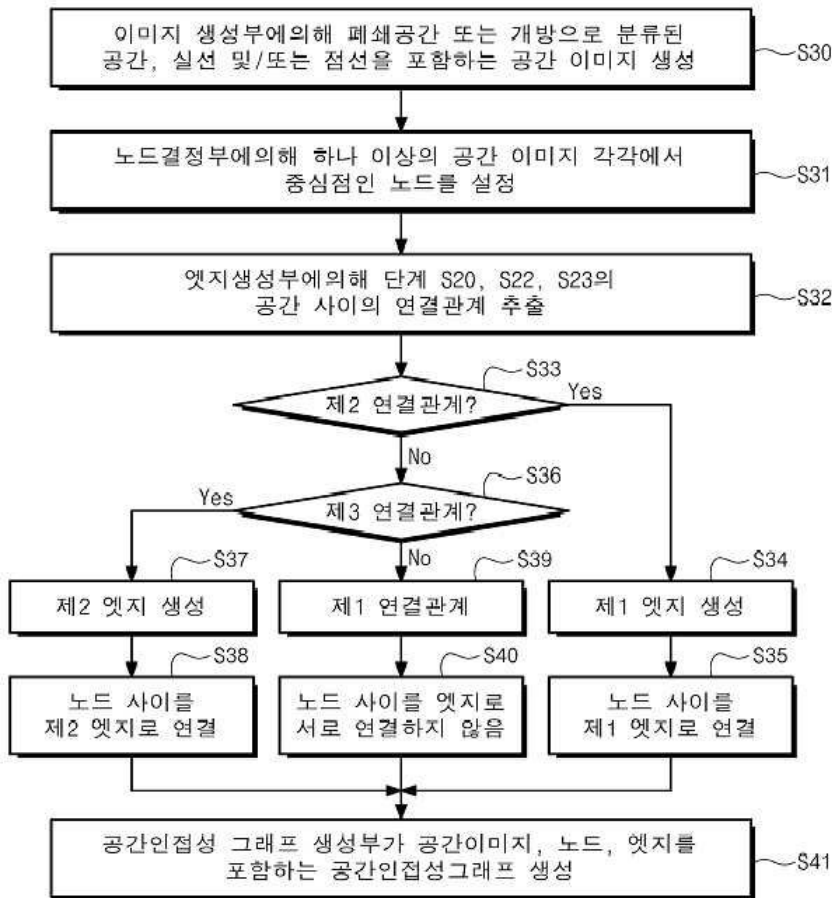 이미지 생성부에의해 폐쇄공간 또는 개방으로 분류된
공간, 실선 및/또는 점선을 포함하는 공간 이미지 생성
S30
노드결정부에의해 하나 이상의 공간 이미지 각각에서
중심점인 노드를 설정
S31
엣지생성부에의해 단계 S20, S22, S23의
공간 사이의 연결관계 추출
S32
S33
제2 연결관계?
Yes
No
S36
Yes
제3 연결관계?
No
S37
S39
S34
제2 엣지 생성
제1 연결관계
제1 엣지 생성
S38
S40
S35
노드 사이를
제2 엣지로 연결
노드 사이를 엣지로
서로 연결하지 않음
노드 사이를
제1 엣지로 연결
공간인접성 그래프 생성부가 공간이미지, 노드, 엣지를
포함하는 공간인접성그래프 생성
S41